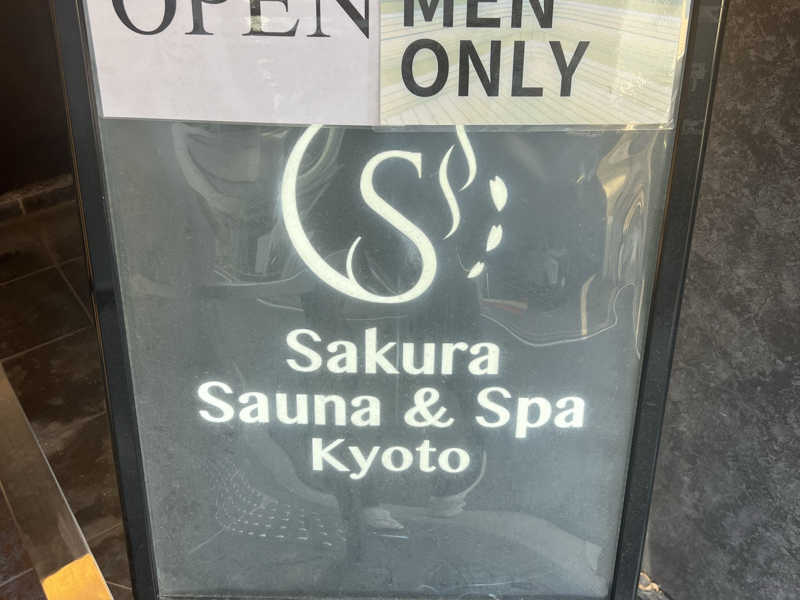 OPEN
MEN
ONLY
S
Sakura
Sauna & Spa
Kyoto